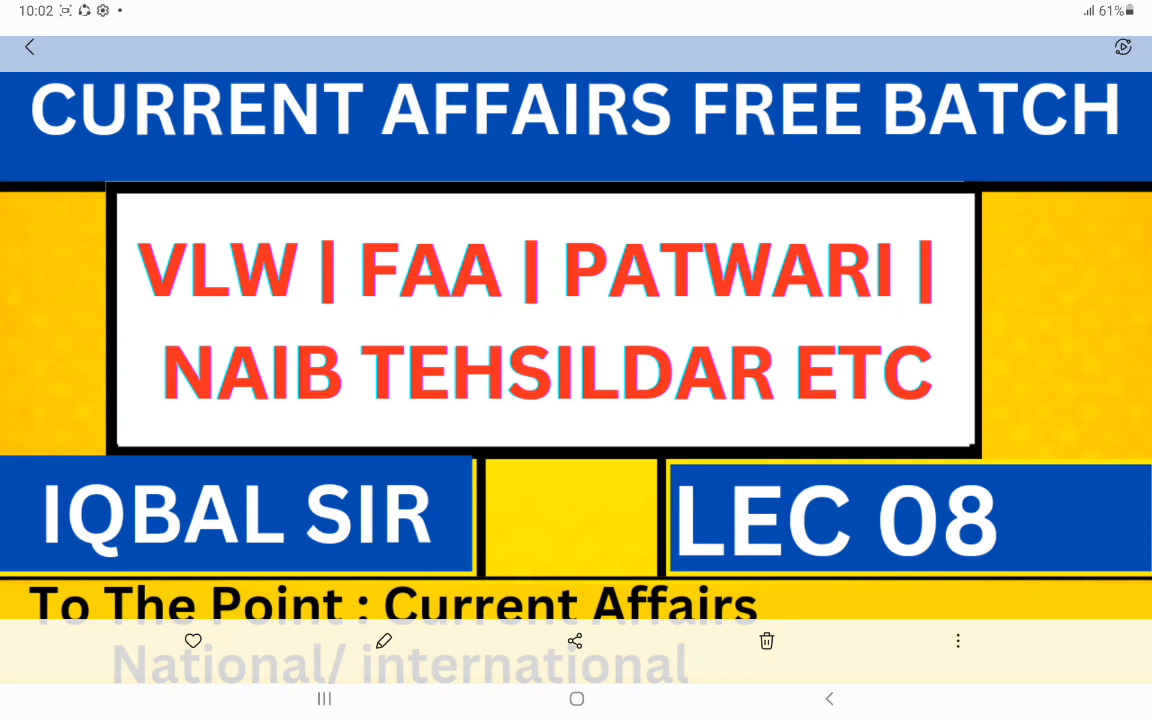 10:02
61%
CURRENT AFFAIRS FREE BATCH
VLW | FAA | PATWARI |
NAIB TEHSILDAR ETC
IQBAL SIR
LEC 08
To The Point : Current Affairs
National/ international